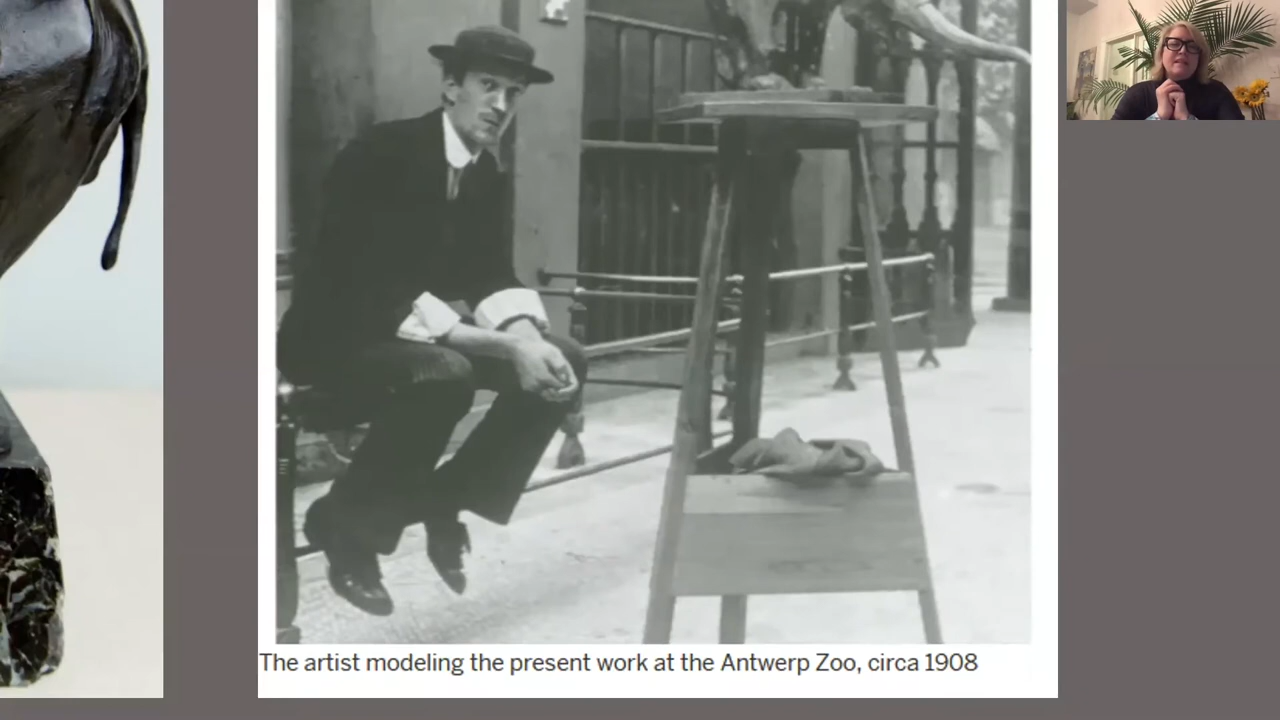 The artist modeling the present work at the Antwerp Zoo, circa 1908